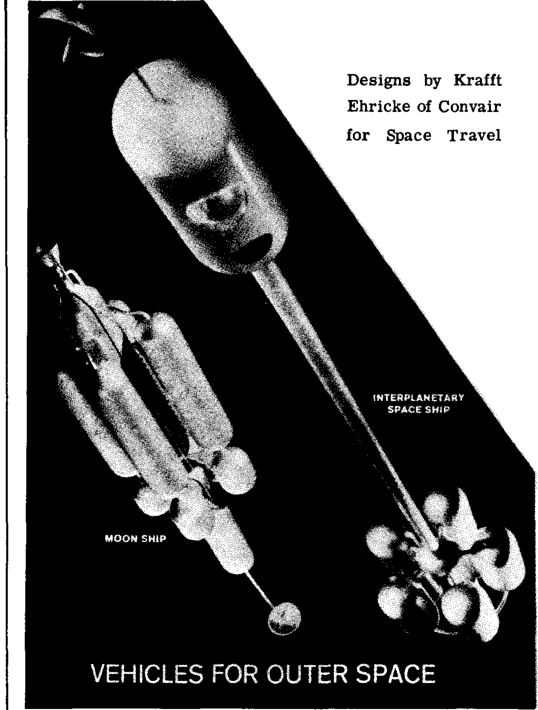 Designs by Krafft
Ehricke of Convair
for Space Travel
INTERPLANETARY
SPACE SHIP
MOON SHIP
VEHICLES FOR OUTER SPACE